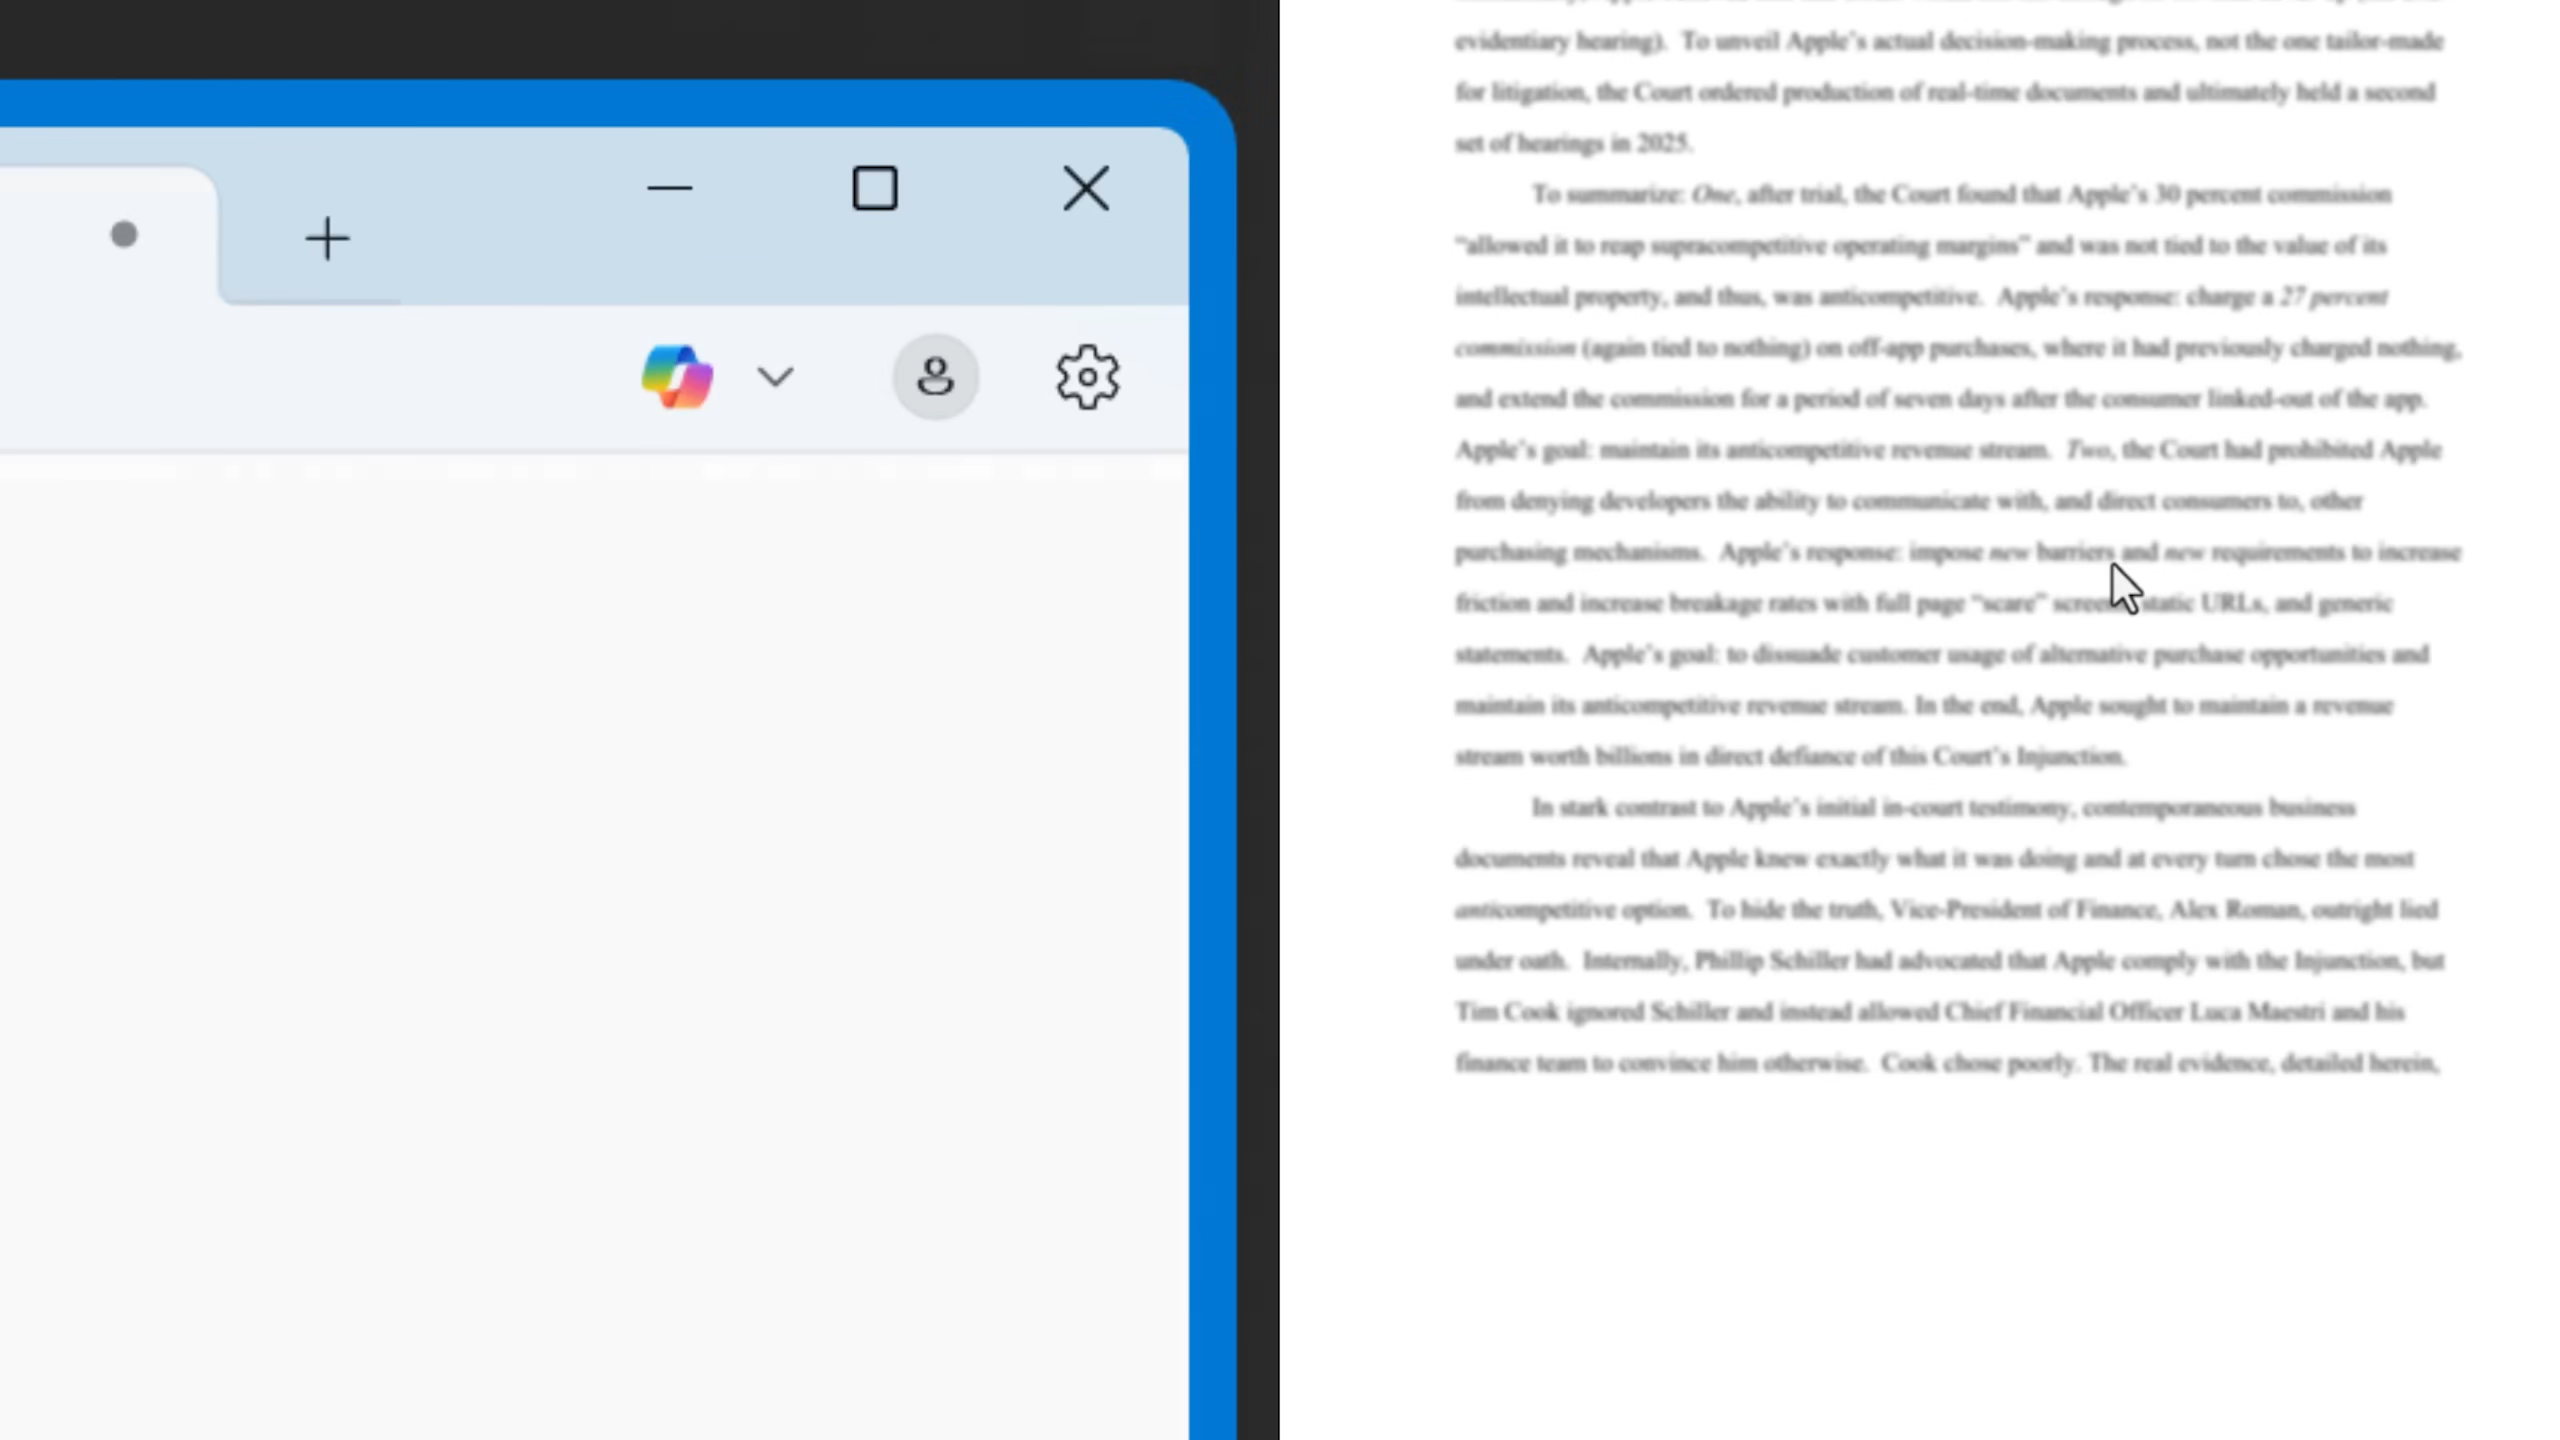 evidentiary hearing).  To unveil Apple’s actual decision-making process, not the one tailor-made
for litigation, the Court ordered production of real-time documents and ultimately held a second
set of hearings in 2025.
To summarize: One, after trial, the Court found that Apple’s 30 percent commission
“allowed it to reap supracompetitive operating margins” and was not tied to the value of its
intellectual property, and thus, was anticompetitive.  Apple’s response: charge a 27 percent
commission (again tied to nothing) on off-app purchases, where it had previously charged nothing,
and extend the commission for a period of seven days after the consumer linked-out of the app.
Apple’s goal: maintain its anticompetitive revenue stream.  Two, the Court had prohibited Apple
from denying developers the ability to communicate with, and direct consumers to, other
purchasing mechanisms.  Apple’s response: impose new barriers and new requirements to increase
friction and increase breakage rates with full page “scare” screens, static URLs, and generic
statements.  Apple’s goal: to dissuade customer usage of alternative purchase opportunities and
maintain its anticompetitive revenue stream. In the end, Apple sought to maintain a revenue
stream worth billions in direct defiance of this Court’s Injunction.
In stark contrast to Apple’s initial in-court testimony, contemporaneous business
documents reveal that Apple knew exactly what it was doing and at every turn chose the most
anticompetitive option.  To hide the truth, Vice-President of Finance, Alex Roman, outright lied
under oath.  Internally, Phillip Schiller had advocated that Apple comply with the Injunction, but
Tim Cook ignored Schiller and instead allowed Chief Financial Officer Luca Maestri and his
finance team to convince him otherwise.  Cook chose poorly. The real evidence, detailed herein,